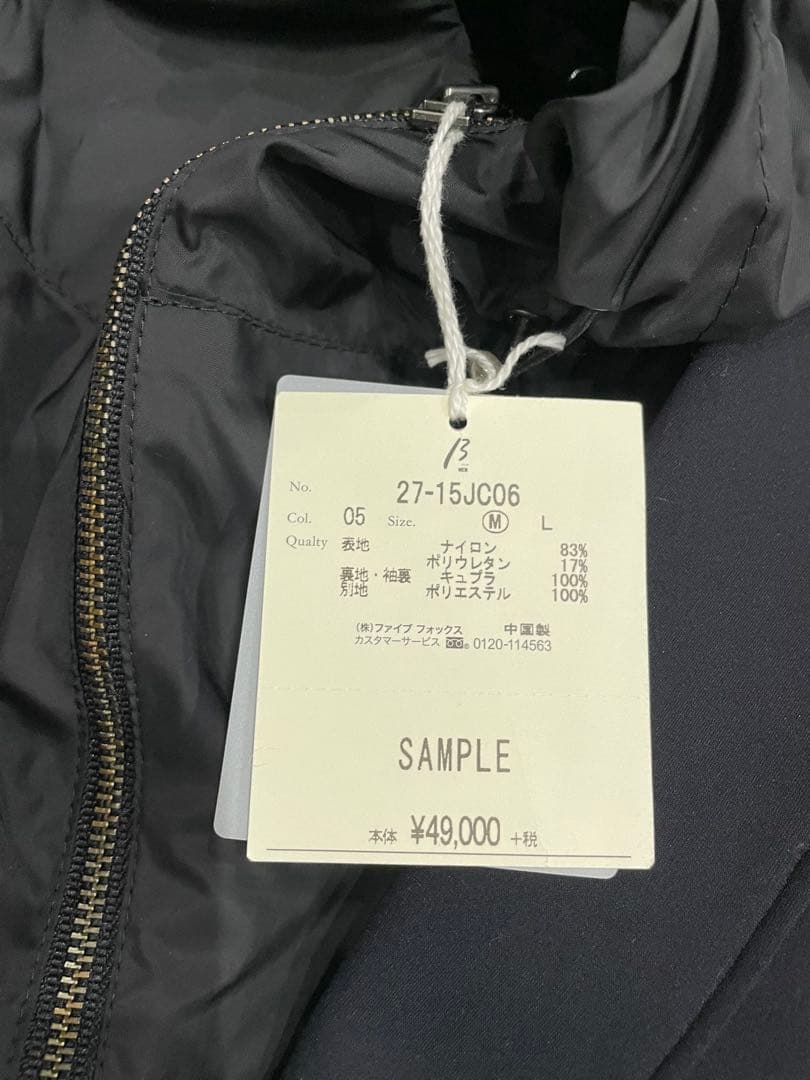 β
MEN
No. 27-15JC06
Col. 05 Size. M L
Qualty 表地 ナイロン 83%
ポリウレタン 17%
裏地・袖裏 キュプラ 100%
別地 ポリエステル 100%
(株)ファイブ フォックス 中国製
カスタマーサービス 0120-114563
SAMPLE
本体 ¥49,000 +税